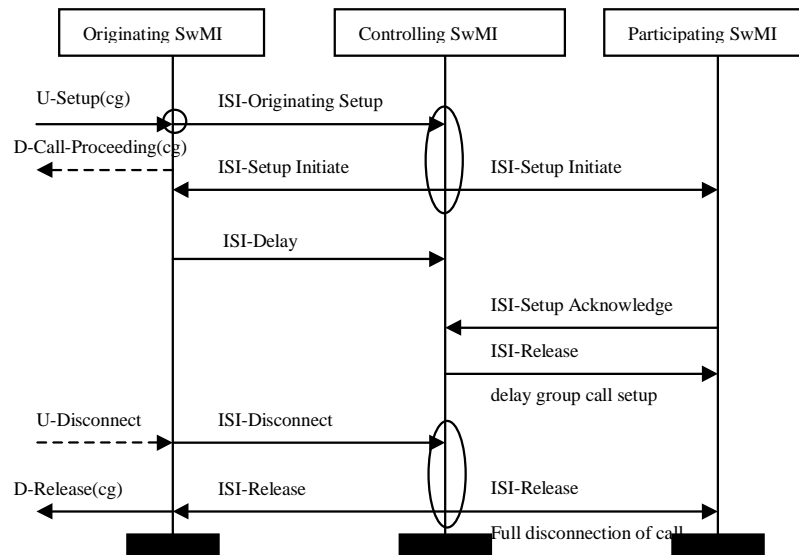 Originating SwMI
Controlling SwMI
Participating SwMI
U-Setup(cg)
ISI-Originating Setup
D-Call-Proceeding(cg)
ISI-Setup Initiate
ISI-Setup Initiate
ISI-Delay
ISI-Setup Acknowledge
ISI-Release
delay group call setup
U-Disconnect
ISI-Disconnect
D-Release(cg)
ISI-Release
ISI-Release
Full disconnection of call